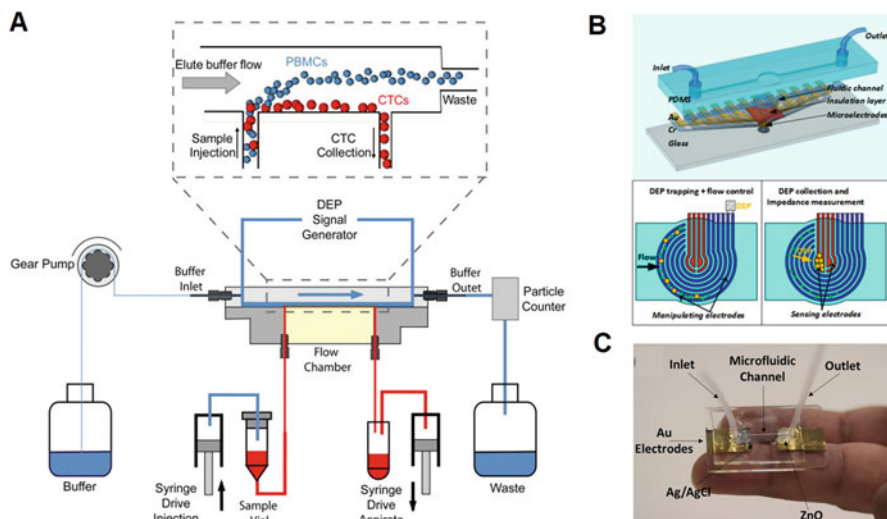 A
Elute buffer flow
PBMCs
CTCs
Waste
Sample
Injection
CTC
Collection
DEP
Signal
Generator
Gear Pump
Buffer
Inlet
Buffer
Outet
Particle
Counter
Flow
Chamber
Buffer
Syringe
Drive
Injection
Sample
Syringe
Drive
Aspirate
Waste
B
Outlet
Inlet
PDMS
Fluidic channel
Insulation layer
Microelectrodes
Au
Cr
Glass
DEP trapping + flow control
DEP
Flow
Manipulating electrodes
DEP collection and
Impedance measurement
Sensing electrodes
C
Microfluidic
Channel
Inlet
Outlet
Au
Electrodes
Ag/AgCl
ZnO